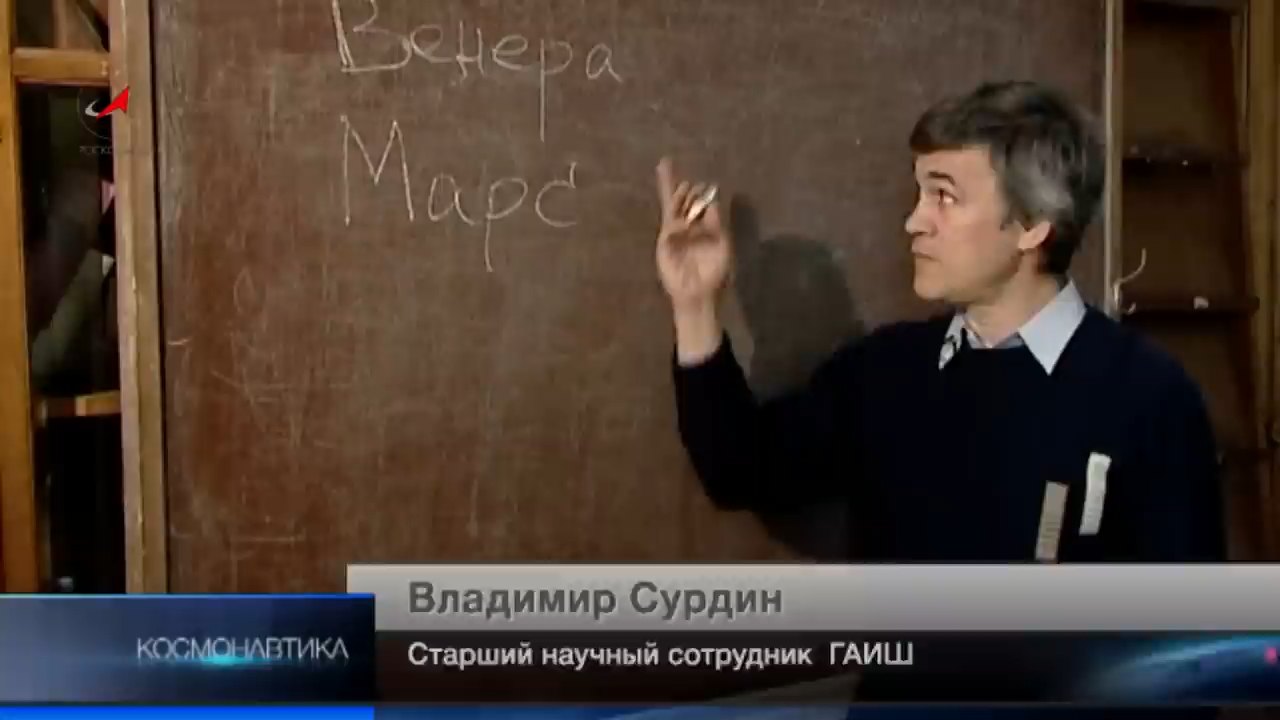 Венера
Марс
Владимир Сурдин
КОСМОНАВТИКА
Старший научный сотрудник ГАИШ